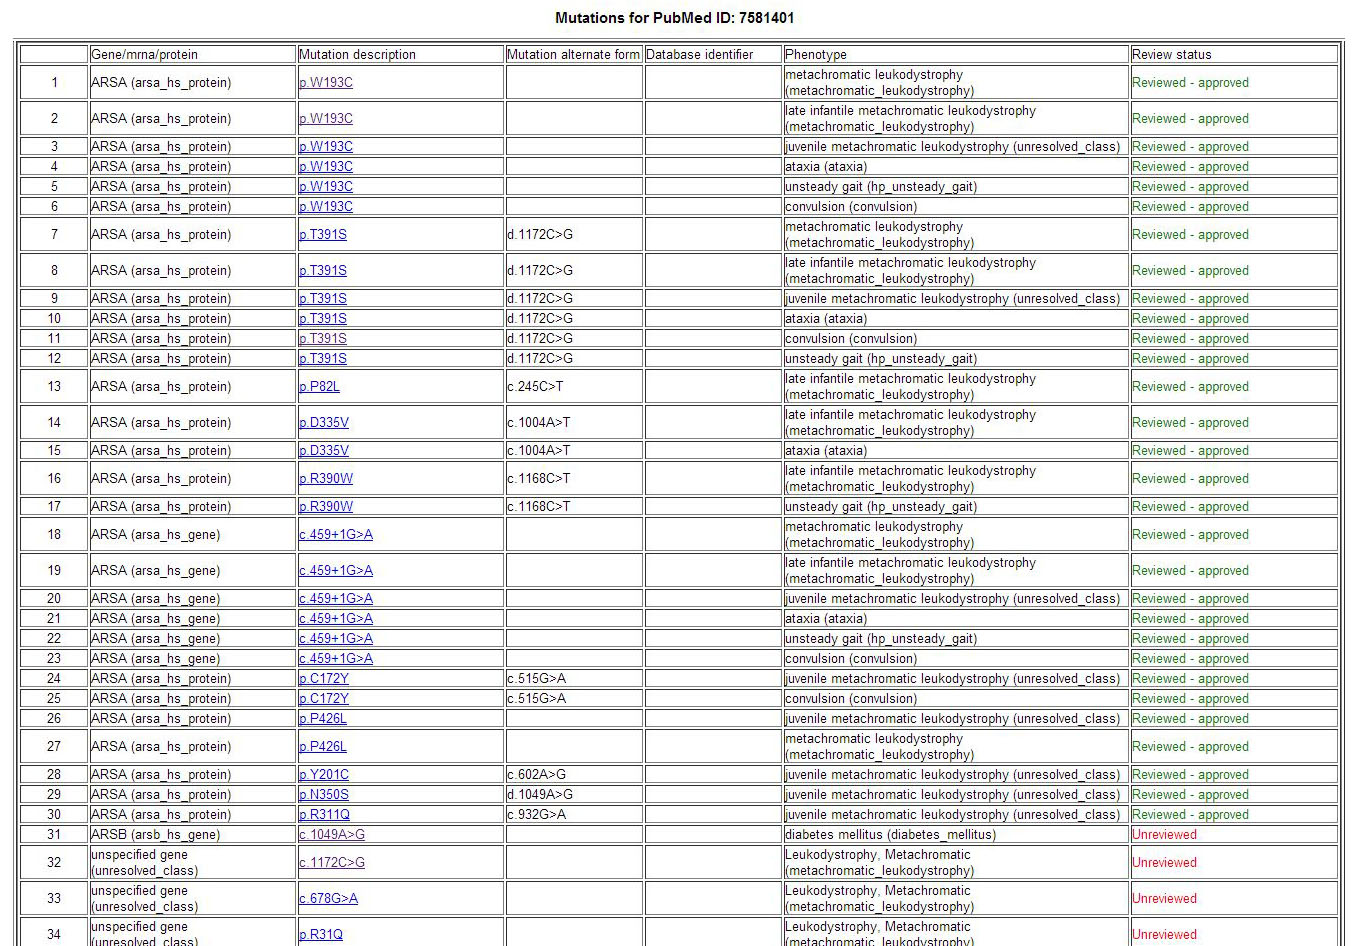 Mutations for PubMed ID: 7581401
Gene/mrna/protein Mutation description Mutation alternate form Database identifier Phenotype Review status
1 ARSA (arsa_hs_protein) p.W193C metachromatic leukodystrophy (metachromatic_leukodystrophy) Reviewed - approved
2 ARSA (arsa_hs_protein) p.W193C late infantile metachromatic leukodystrophy (metachromatic_leukodystrophy) Reviewed - approved
3 ARSA (arsa_hs_protein) p.W193C juvenile metachromatic leukodystrophy (unresolved_class) Reviewed - approved
4 ARSA (arsa_hs_protein) p.W193C ataxia (ataxia) Reviewed - approved
5 ARSA (arsa_hs_protein) p.W193C unsteady gait (hp_unsteady_gait) Reviewed - approved
6 ARSA (arsa_hs_protein) p.W193C convulsion (convulsion) Reviewed - approved
7 ARSA (arsa_hs_protein) p.T391S d.1172C>G metachromatic leukodystrophy (metachromatic_leukodystrophy) Reviewed - approved
8 ARSA (arsa_hs_protein) p.T391S d.1172C>G late infantile metachromatic leukodystrophy (metachromatic_leukodystrophy) Reviewed - approved
9 ARSA (arsa_hs_protein) p.T391S d.1172C>G juvenile metachromatic leukodystrophy (unresolved_class) Reviewed - approved
10 ARSA (arsa_hs_protein) p.T391S d.1172C>G ataxia (ataxia) Reviewed - approved
11 ARSA (arsa_hs_protein) p.T391S d.1172C>G convulsion (convulsion) Reviewed - approved
12 ARSA (arsa_hs_protein) p.T391S d.1172C>G unsteady gait (hp_unsteady_gait) Reviewed - approved
13 ARSA (arsa_hs_protein) p.P82L c.245C>T late infantile metachromatic leukodystrophy (metachromatic_leukodystrophy) Reviewed - approved
14 ARSA (arsa_hs_protein) p.D335V c.1004A>T late infantile metachromatic leukodystrophy (metachromatic_leukodystrophy) Reviewed - approved
15 ARSA (arsa_hs_protein) p.D335V c.1004A>T ataxia (ataxia) Reviewed - approved
16 ARSA (arsa_hs_protein) p.R390W c.1168C>T late infantile metachromatic leukodystrophy (metachromatic_leukodystrophy) Reviewed - approved
17 ARSA (arsa_hs_protein) p.R390W c.1168C>T unsteady gait (hp_unsteady_gait) Reviewed - approved
18 ARSA (arsa_hs_gene) c.459+1G>A metachromatic leukodystrophy (metachromatic_leukodystrophy) Reviewed - approved
19 ARSA (arsa_hs_gene) c.459+1G>A late infantile metachromatic leukodystrophy (metachromatic_leukodystrophy) Reviewed - approved
20 ARSA (arsa_hs_gene) c.459+1G>A juvenile metachromatic leukodystrophy (unresolved_class) Reviewed - approved
21 ARSA (arsa_hs_gene) c.459+1G>A ataxia (ataxia) Reviewed - approved
22 ARSA (arsa_hs_gene) c.459+1G>A unsteady gait (hp_unsteady_gait) Reviewed - approved
23 ARSA (arsa_hs_gene) c.459+1G>A convulsion (convulsion) Reviewed - approved
24 ARSA (arsa_hs_protein) p.C172Y c.515G>A juvenile metachromatic leukodystrophy (unresolved_class) Reviewed - approved
25 ARSA (arsa_hs_protein) p.C172Y c.515G>A convulsion (convulsion) Reviewed - approved
26 ARSA (arsa_hs_protein) p.P426L juvenile metachromatic leukodystrophy (unresolved_class) Reviewed - approved
27 ARSA (arsa_hs_protein) p.P426L metachromatic leukodystrophy (metachromatic_leukodystrophy) Reviewed - approved
28 ARSA (arsa_hs_protein) p.Y201C c.602A>G juvenile metachromatic leukodystrophy (unresolved_class) Reviewed - approved
29 ARSA (arsa_hs_protein) p.N350S d.1049A>G juvenile metachromatic leukodystrophy (unresolved_class) Reviewed - approved
30 ARSA (arsa_hs_protein) p.R311Q c.932G>A juvenile metachromatic leukodystrophy (unresolved_class) Reviewed - approved
31 ARSB (arsb_hs_gene) c.1049A>G diabetes mellitus (diabetes_mellitus) Unreviewed
32 unspecified gene (unresolved_class) c.1172C>G Leukodystrophy, Metachromatic (metachromatic_leukodystrophy) Unreviewed
33 unspecified gene (unresolved_class) c.678G>A Leukodystrophy, Metachromatic (metachromatic_leukodystrophy) Unreviewed
34 unspecified gene (unresolved_class) p.R31Q Leukodystrophy, Metachromatic (metachromatic_leukodystrophy) Unreviewed